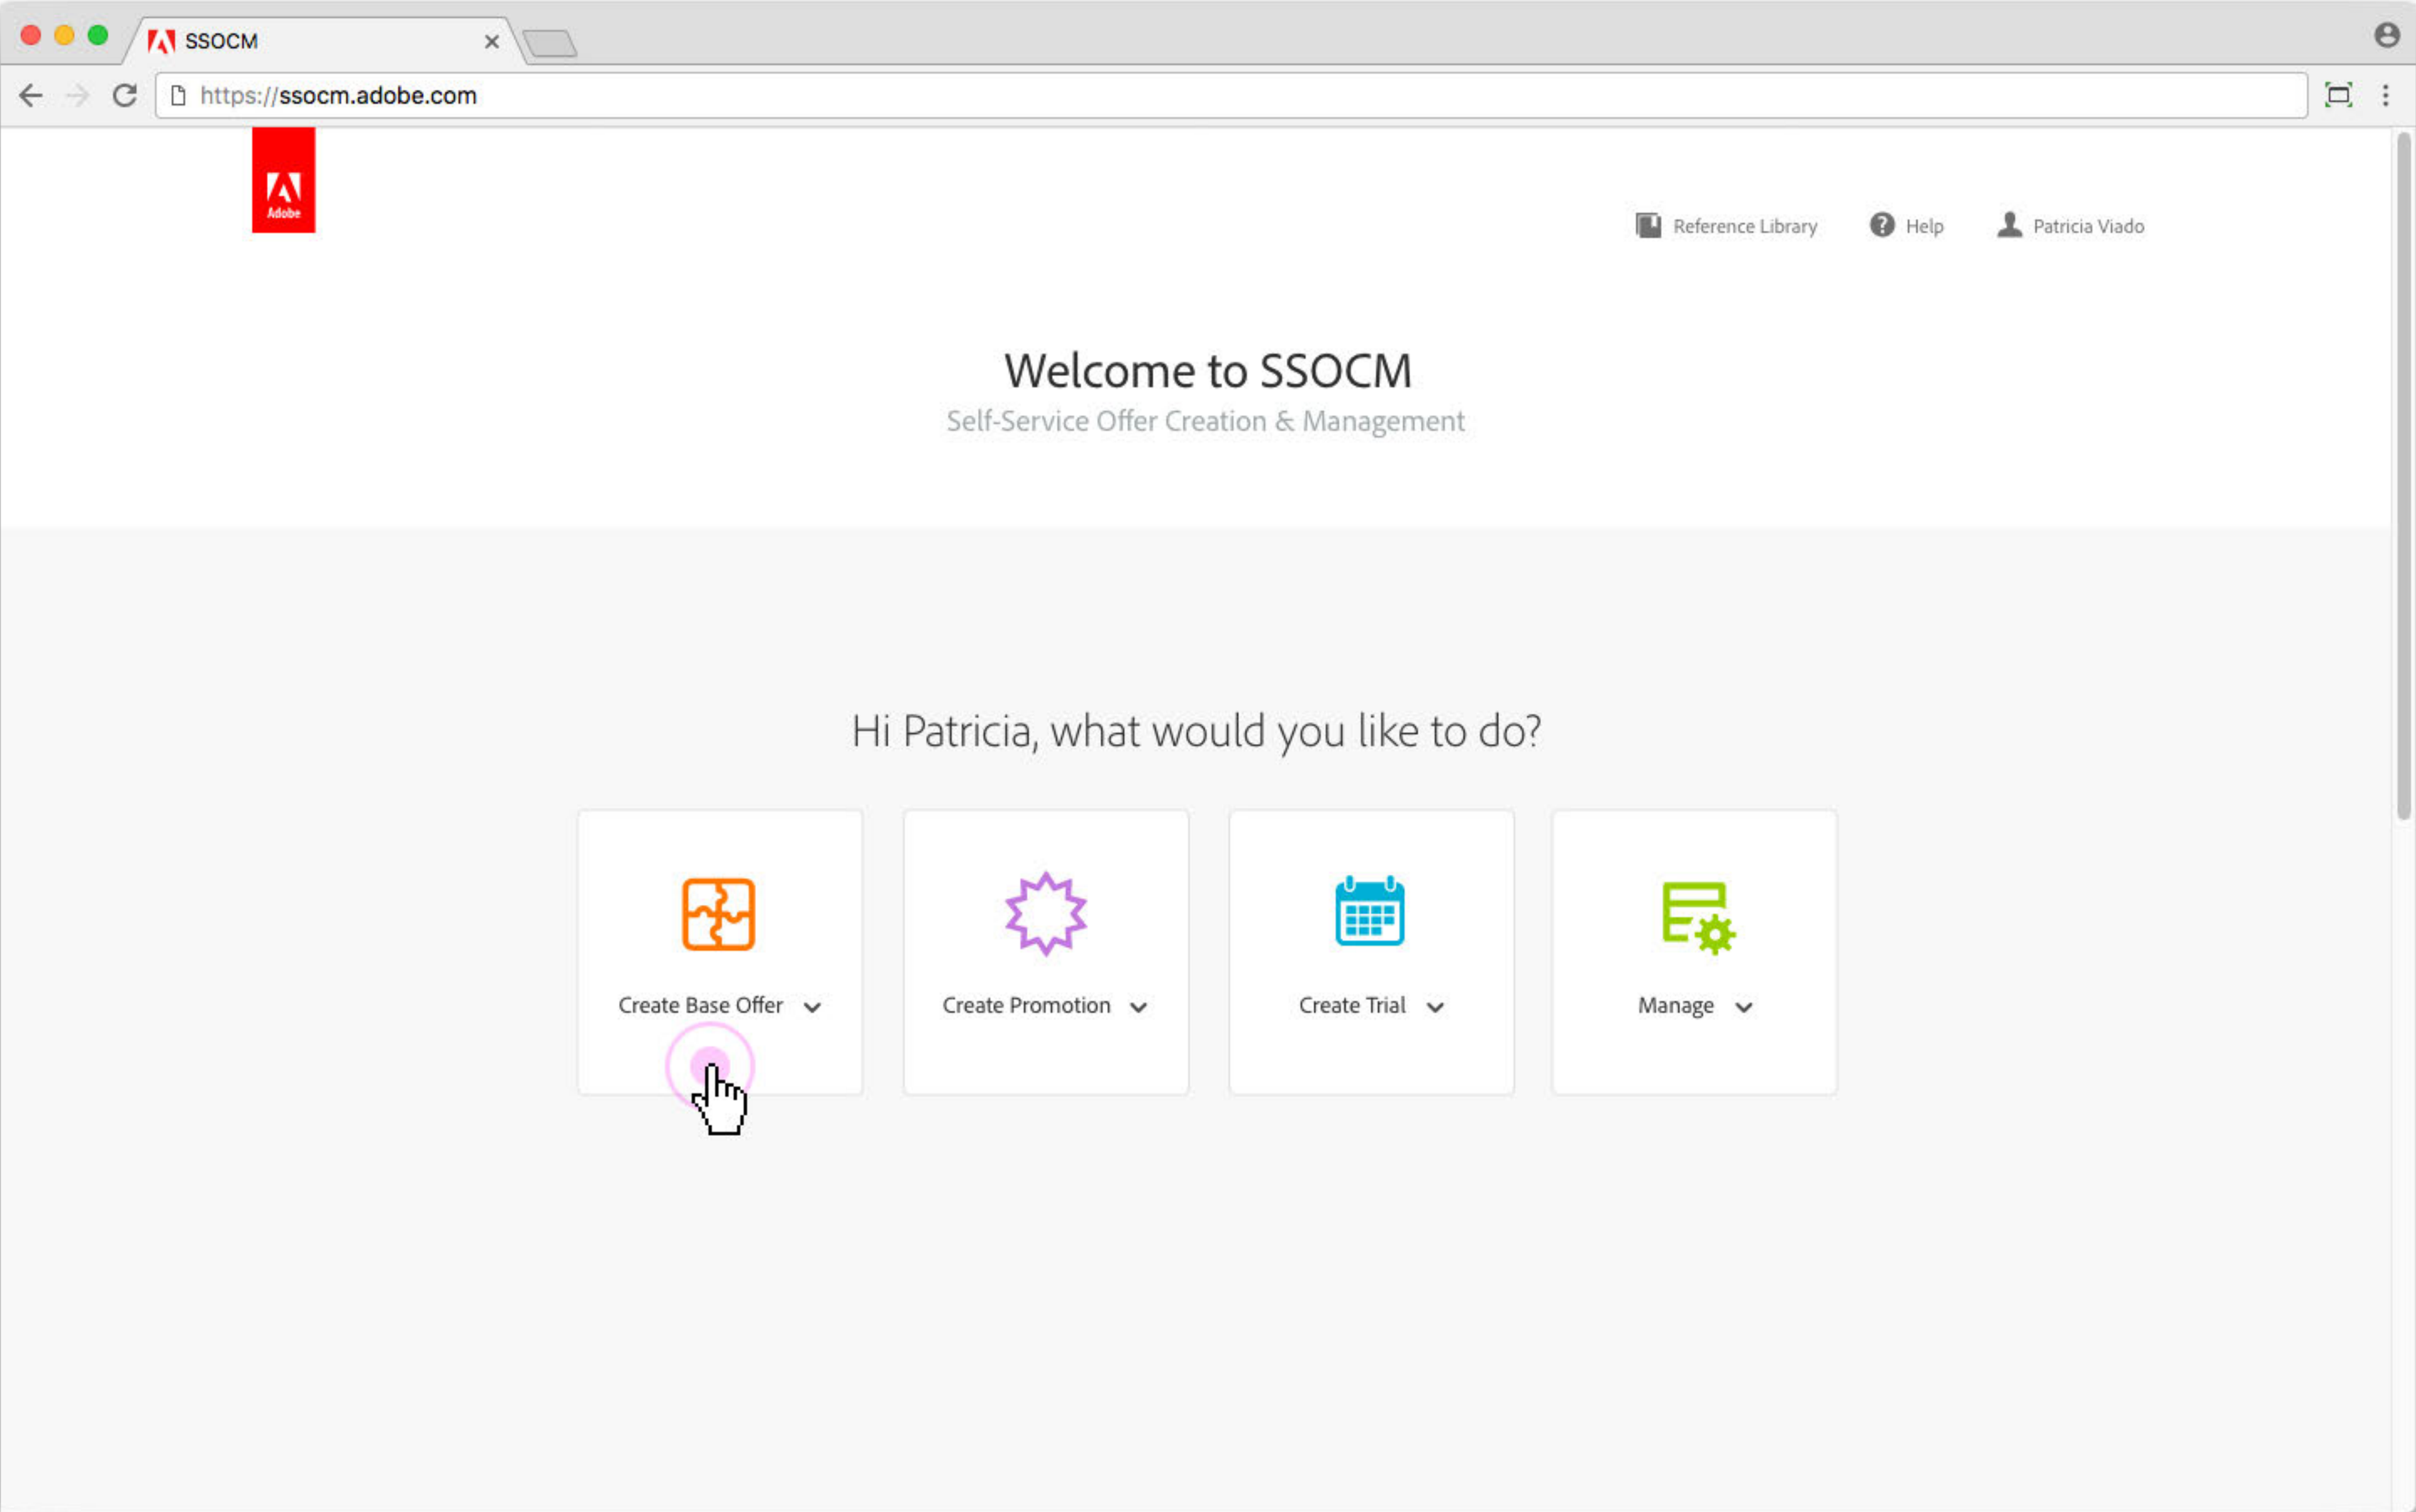 SSOCM
https://ssocm.adobe.com
Adobe
Reference Library Help Patricia Viado
Welcome to SSOCM
Self-Service Offer Creation & Management
Hi Patricia, what would you like to do?
Create Base Offer Create Promotion Create Trial Manage